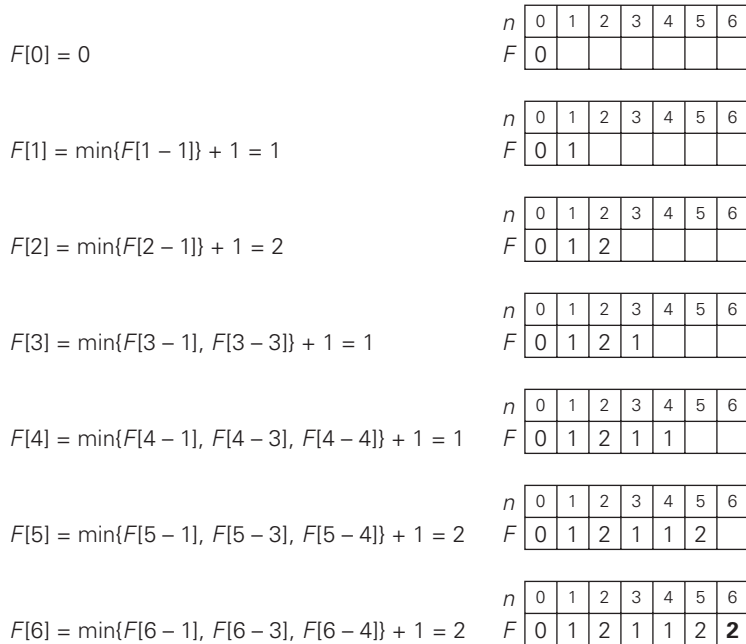 n 0 1 2 3 4 5 6
F[0] = 0 F 0
n 0 1 2 3 4 5 6
F[1] = min{F[1 – 1]} + 1 = 1 F 0 1
n 0 1 2 3 4 5 6
F[2] = min{F[2 – 1]} + 1 = 2 F 0 1 2
n 0 1 2 3 4 5 6
F[3] = min{F[3 – 1], F[3 – 3]} + 1 = 1 F 0 1 2 1
n 0 1 2 3 4 5 6
F[4] = min{F[4 – 1], F[4 – 3], F[4 – 4]} + 1 = 1 F 0 1 2 1 1
n 0 1 2 3 4 5 6
F[5] = min{F[5 – 1], F[5 – 3], F[5 – 4]} + 1 = 2 F 0 1 2 1 1 2
n 0 1 2 3 4 5 6
F[6] = min{F[6 – 1], F[6 – 3], F[6 – 4]} + 1 = 2 F 0 1 2 1 1 2 2